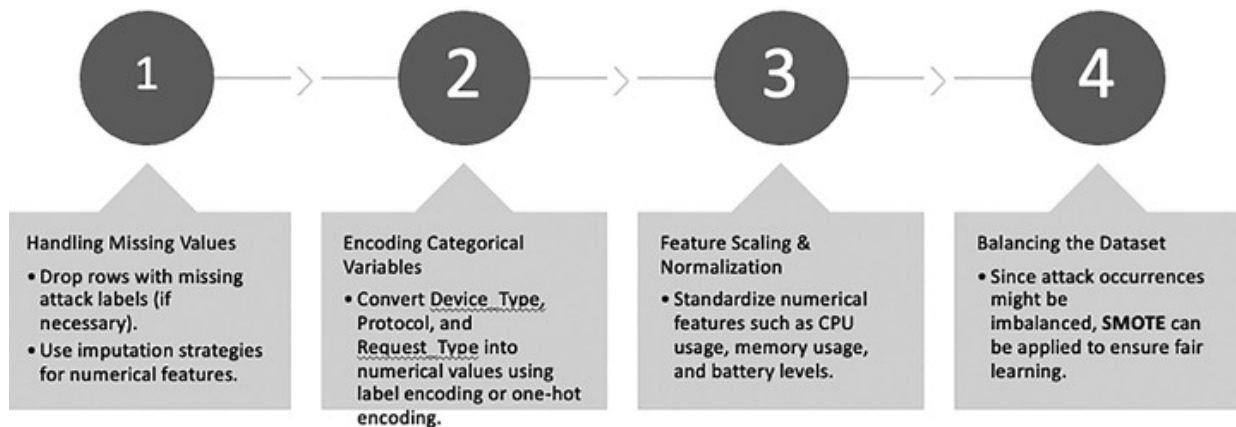 1
2
3
4
Handling Missing Values
• Drop rows with missing
attack labels (if
necessary).
• Use imputation strategies
for numerical features.
Encoding Categorical
Variables
• Convert Device_Type,
Protocol, and
Request_Type into
numerical values using
label encoding or one-hot
encoding.
Feature Scaling &
Normalization
• Standardize numerical
features such as CPU
usage, memory usage,
and battery levels.
Balancing the Dataset
• Since attack occurrences
might be
imbalanced, SMOTE can
be applied to ensure fair
learning.